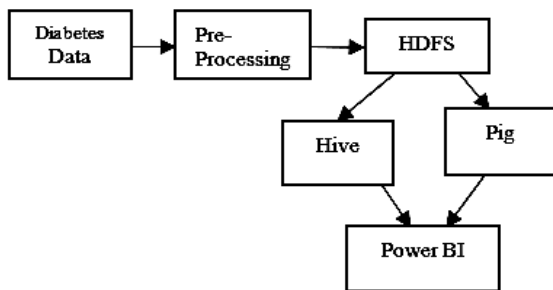 Diabetes
Data
Pre-
Processing
HDFS
Hive
Pig
Power BI